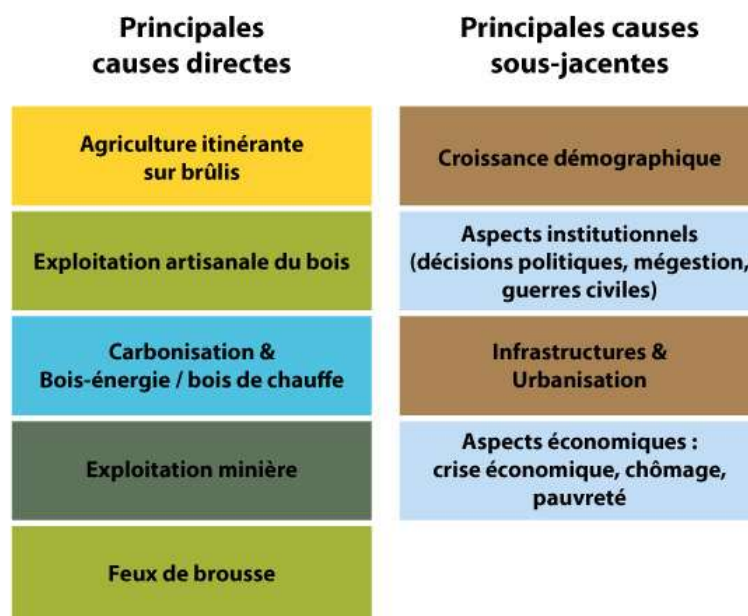 Principales
causes directes
Agriculture itinérante
sur brûlis
Exploitation artisanale du bois
Carbonisation &
Bois-énergie / bois de chauffe
Exploitation minière
Feux de brousse
Principales causes
sous-jacentes
Croissance démographique
Aspects institutionnels
(décisions politiques, mégestion,
guerres civiles)
Infrastructures &
Urbanisation
Aspects économiques :
crise économique, chômage,
pauvreté